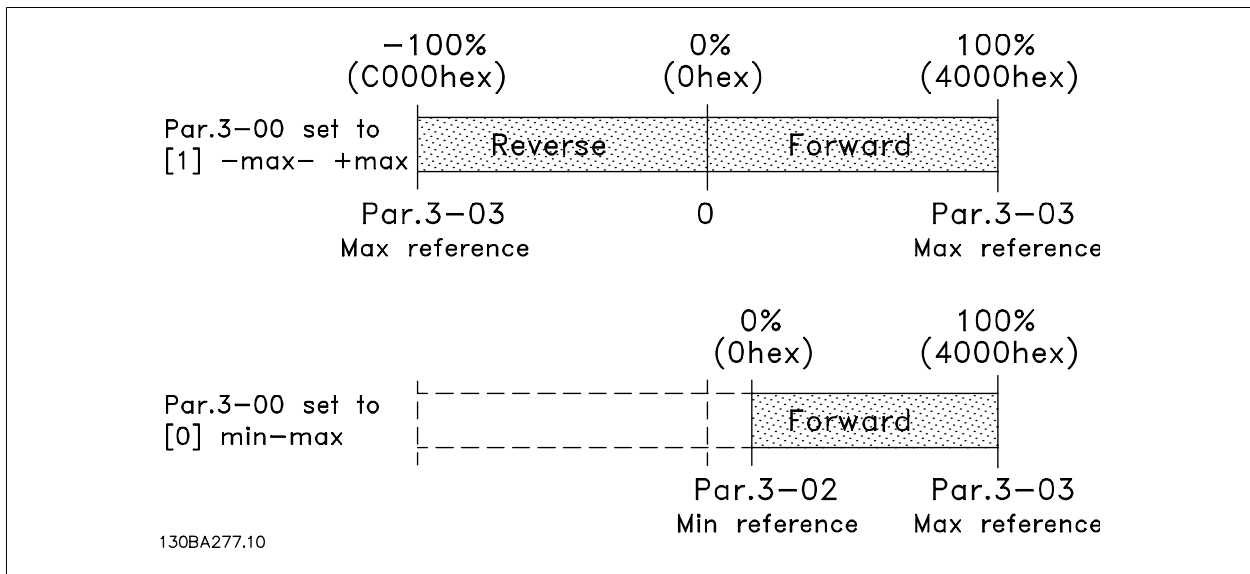 -100% 0% 100%
(C000hex) (0hex) (4000hex)
Par.3-00 set to
[1] -max- +max
Reverse Forward
Par.3-03 0 Par.3-03
Max reference Max reference
0% 100%
(0hex) (4000hex)
Par.3-00 set to
[0] min-max
Forward
Par.3-02 Par.3-03
Min reference Max reference
130BA277.10